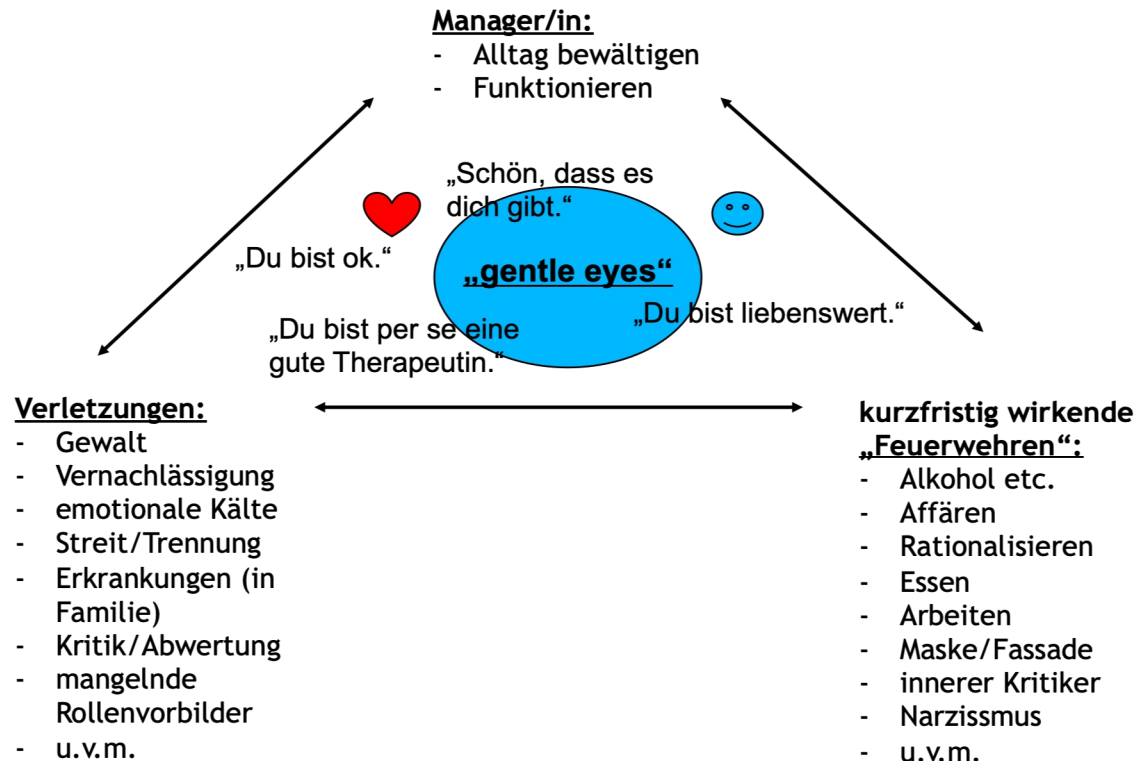 Manager/in:
- Alltag bewältigen
- Funktionieren
„Schön, dass es
dich gibt.“
„Du bist ok.“
„gentle eyes“
„Du bist liebenswert.“
„Du bist per se eine
gute Therapeutin.“
Verletzungen:
- Gewalt
- Vernachlässigung
- emotionale Kälte
- Streit/Trennung
- Erkrankungen (in
Familie)
- Kritik/Abwertung
- mangelnde
Rollenvorbilder
- u.v.m.
kurzfristig wirkende
„Feuerwehren“:
- Alkohol etc.
- Affären
- Rationalisieren
- Essen
- Arbeiten
- Maske/Fassade
- innerer Kritiker
- Narzissmus
- u.v.m.